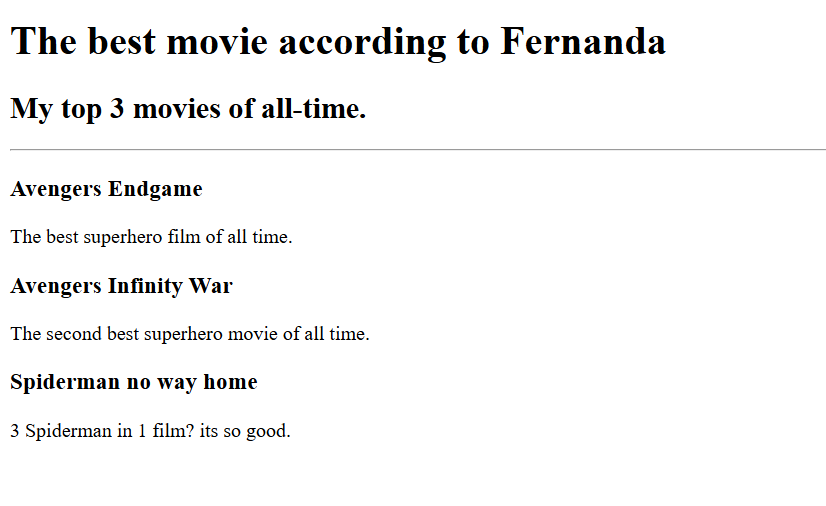 The best movie according to Fernanda
My top 3 movies of all-time.
Avengers Endgame
The best superhero film of all time.
Avengers Infinity War
The second best superhero movie of all time.
Spiderman no way home
3 Spiderman in 1 film? its so good.